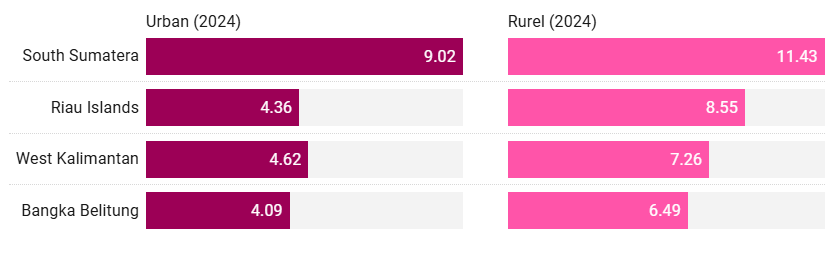 Urban (2024) Rurel (2024)
South Sumatera 9.02 11.43
Riau Islands 4.36 8.55
West Kalimantan 4.62 7.26
Bangka Belitung 4.09 6.49